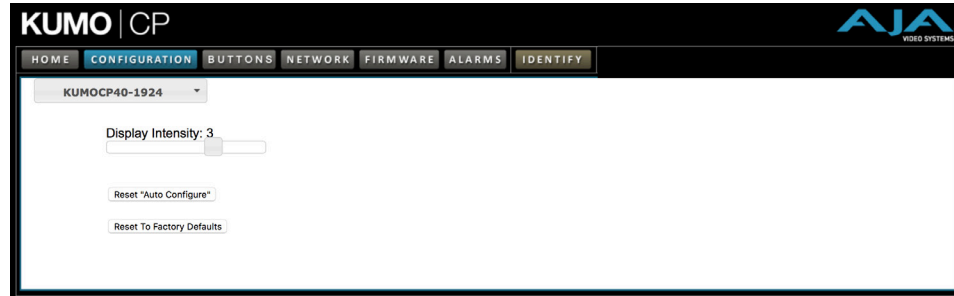 KUMO | CP
AJA
VIDEO SYSTEMS
HOME CONFIGURATION BUTTONS NETWORK FIRMWARE ALARMS IDENTIFY
KUMOCP40-1924
Display Intensity: 3
Reset "Auto Configure"
Reset To Factory Defaults